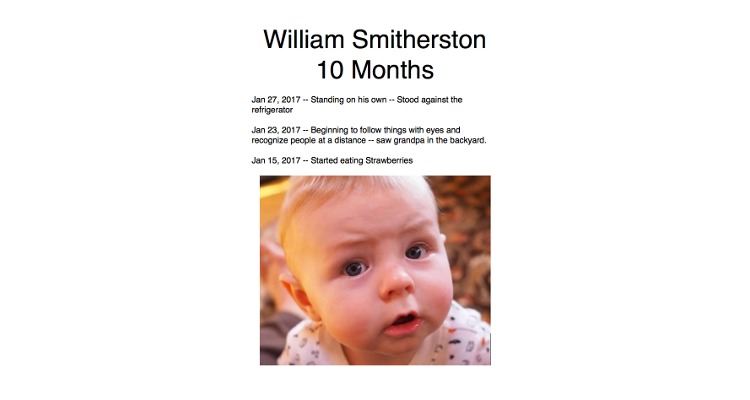 William Smitherston
10 Months
Jan 27, 2017 -- Standing on his own -- Stood against the
refrigerator
Jan 23, 2017 -- Beginning to follow things with eyes and
recognize people at a distance -- saw grandpa in the backyard.
Jan 15, 2017 -- Started eating Strawberries